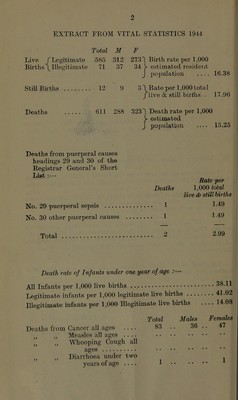 2
EXTRACT FROM VITAL STATISTICS 1944
Total M F
Live { Legitimate 585 312 273 } Birth rate per 1,000
Births { Illegitimate 71 37 34 } estimated resident
population .... 16.38
Still Births ......... 12 9 3 } Rate per 1,000 total
live & still births .. 17.96
Deaths ..... 611 288 323 } Death rate per 1,000
estimated
population .... 15.25
Deaths from puerperal causes
headings 29 and 30 of the
Registrar General's Short
List :—
Rate per
Deaths 1,000 total
live & still births
No. 29 puerperal sepsis .............. 1 1.49
No. 30 other puerperal causes ........ 1 1.49
Total ........................ 2 2.99
Death rate of Infants under one year of age :—
All Infants per 1,000 live births ........................ 38.11
Legitimate infants per 1,000 legitimate live births ....... 41.02
Illegitimate infants per 1,000 Illegitimate live births .... 14.08
Total Males Females
Deaths from Cancer all ages .... 83 .. 36 .. 47
„ „ Measles all ages ....
„ „ Whooping Cough all
ages ............
„ „ Diarrhoea under two
years of age .... 1 .. .. 1